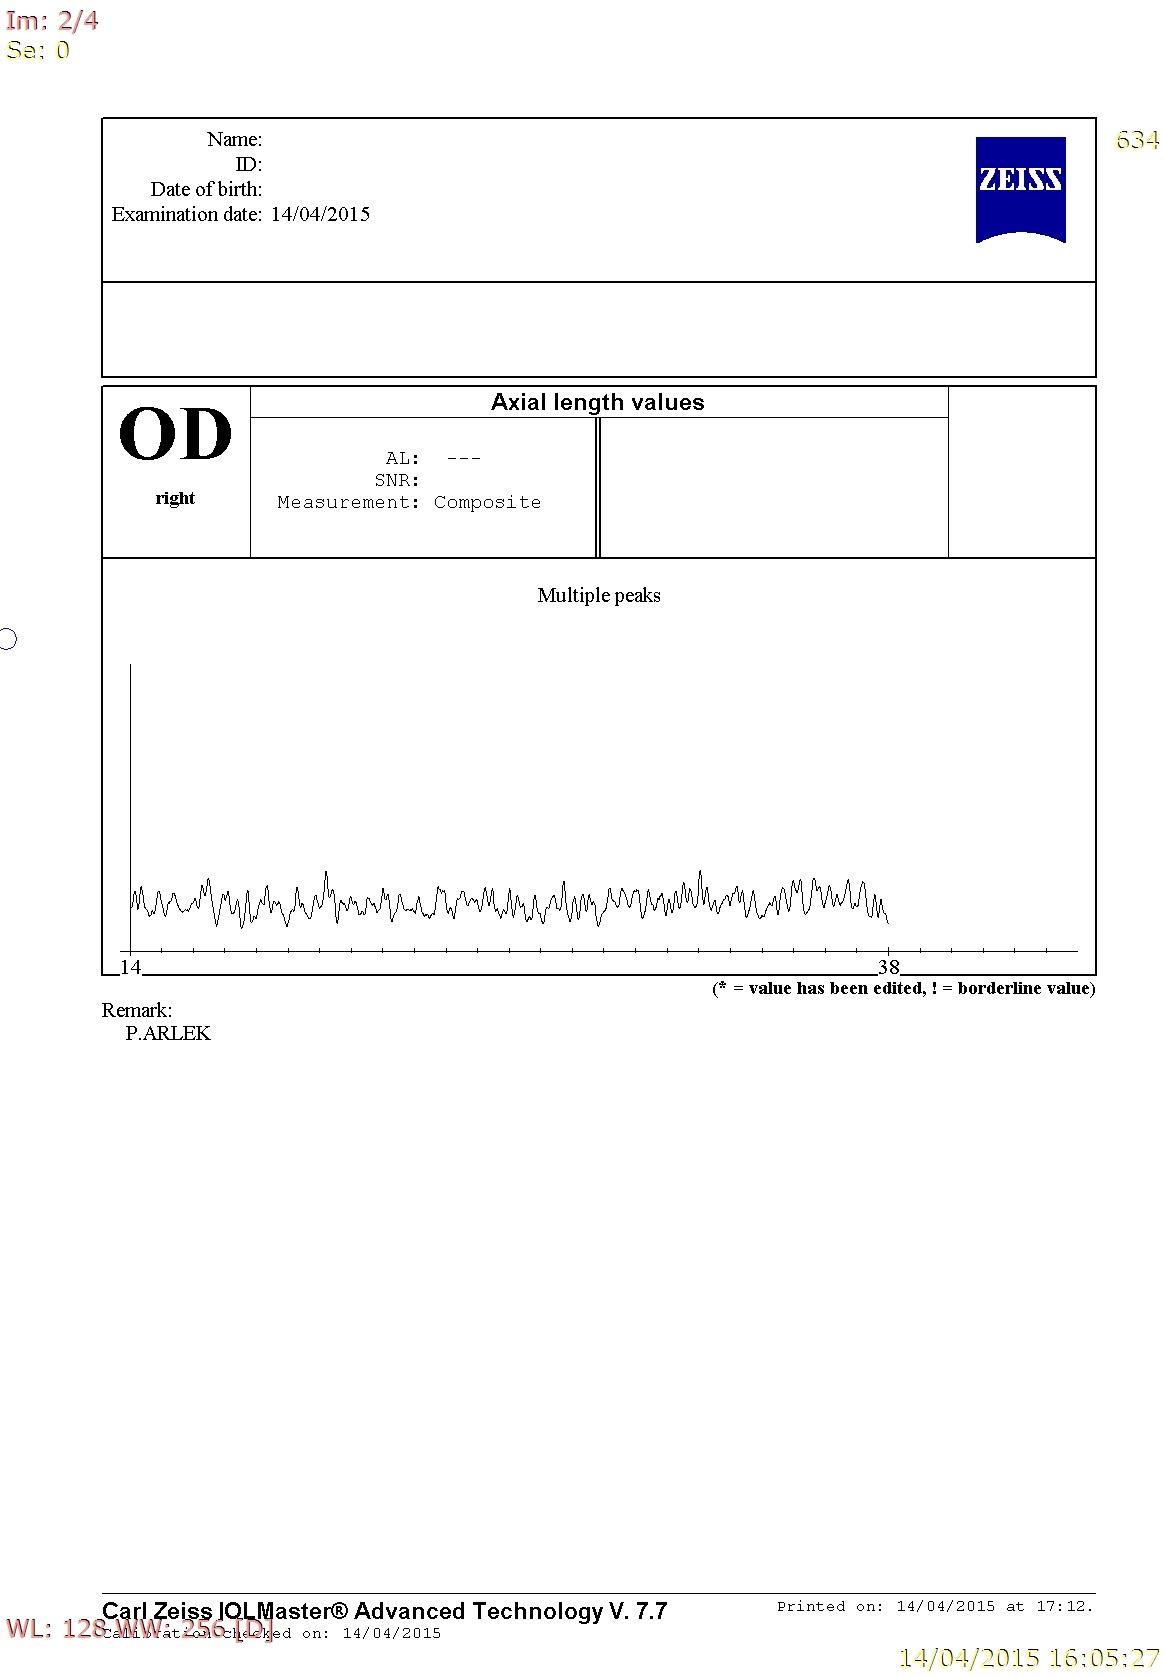 Im: 2/4
Se: 0
634
Name:
ID:
Date of birth:
Examination date: 14/04/2015
ZEISS
OD
right
Axial length values
AL: ---
SNR:
Measurement: Composite
Multiple peaks
14
38
(* = value has been edited, ! = borderline value)
Remark:
P.ARLEK
Carl Zeiss IOLMaster® Advanced Technology V. 7.7
Printed on: 14/04/2015 at 17:12.
WL: 128 WW: 256 [D]
Calibration checked on: 14/04/2015
14/04/2015 16:05:27